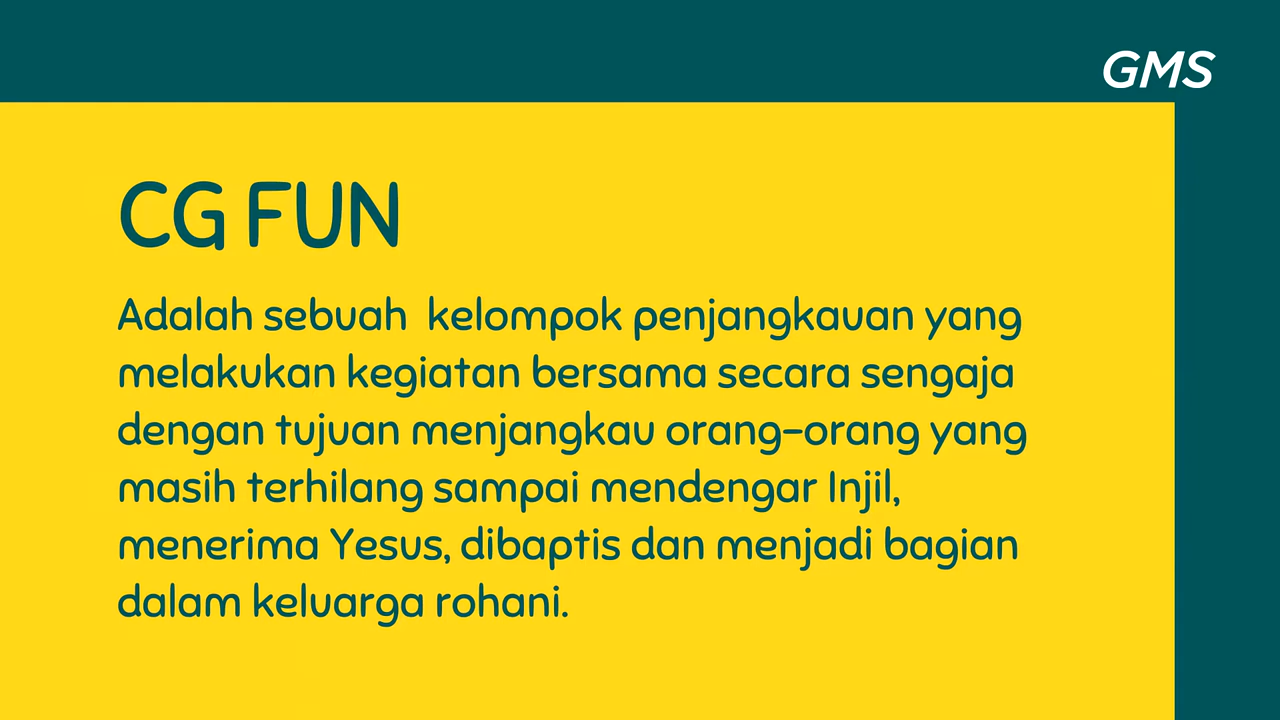 GMS
CG FUN
Adalah sebuah  kelompok penjangkauan yang
melakukan kegiatan bersama secara sengaja
dengan tujuan menjangkau orang-orang yang
masih terhilang sampai mendengar Injil,
menerima Yesus, dibaptis dan menjadi bagian
dalam keluarga rohani.